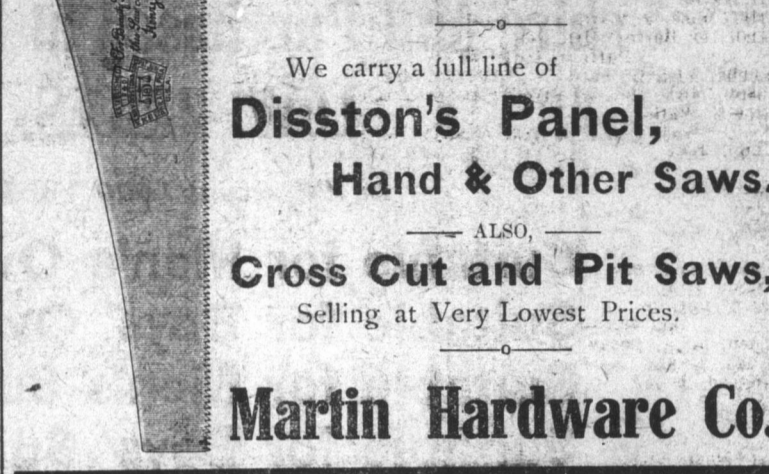 We carry a full line of
Disston's Panel,
Hand & Other Saws.
ALSO,
Cross Cut and Pit Saws,
Selling at Very Lowest Prices.
Martin Hardware Co.